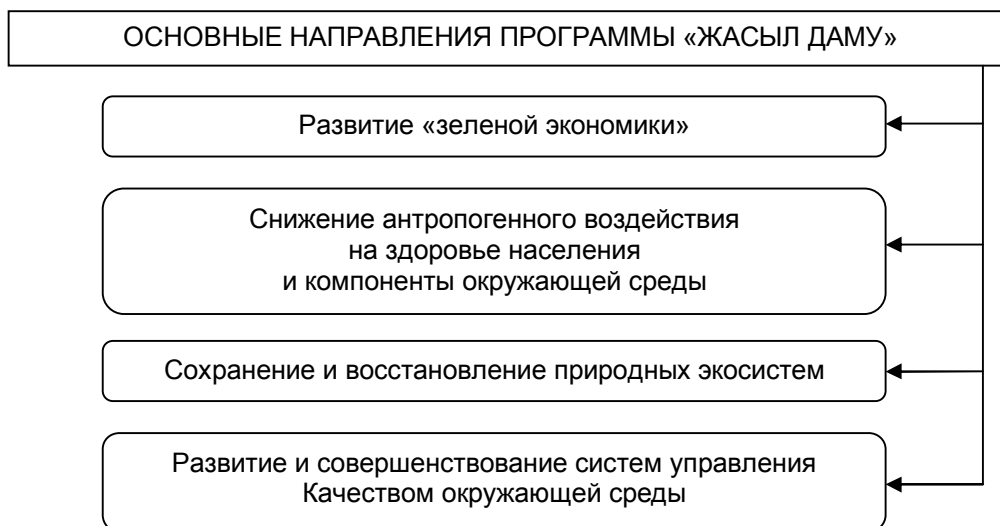 ОСНОВНЫЕ НАПРАВЛЕНИЯ ПРОГРАММЫ «ЖАСЫЛ ДАМУ»
Развитие «зеленой экономики»
Снижение антропогенного воздействия
на здоровье населения
и компоненты окружающей среды
Сохранение и восстановление природных экосистем
Развитие и совершенствование систем управления
Качеством окружающей среды